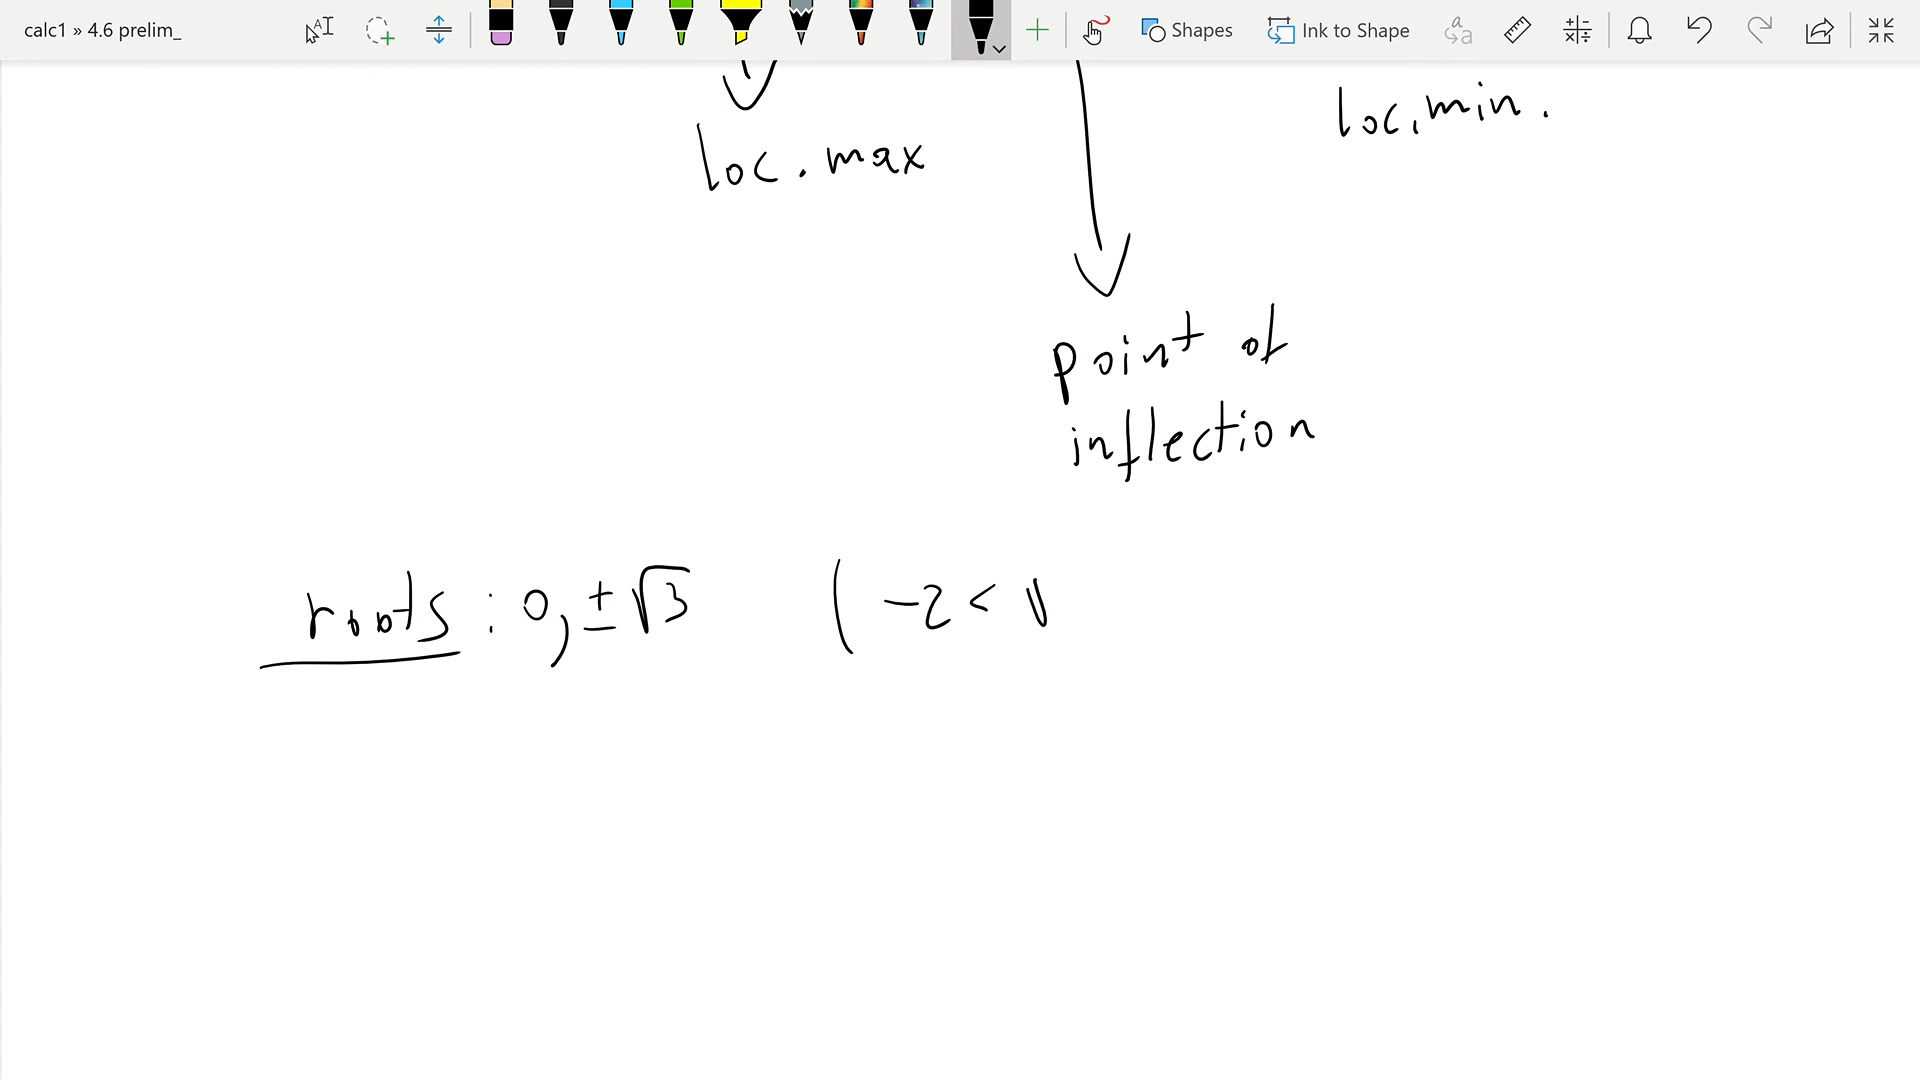 calc1 » 4.6 prelim_
Shapes
Ink to Shape
loc. min.
loc. max
point of
inflection
roots : 0, ± √3 ( -2 < √